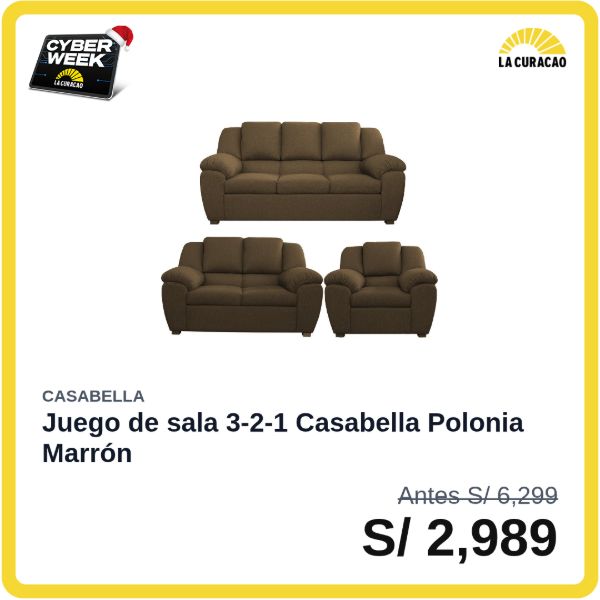 CYBER
WEEK
LA CURACAO
LA CURACAO
CASABELLA
Juego de sala 3-2-1 Casabella Polonia
Marrón
Antes S/ 6,299
S/ 2,989